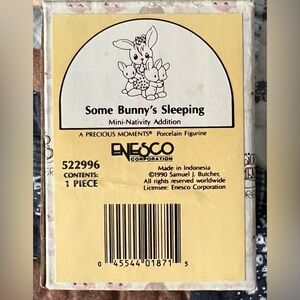 Some Bunny's Sleeping
Mini-Nativity Addition
A PRECIOUS MOMENTS® Porcelain Figurine
ENESCO
CORPORATION
522996
CONTENTS:
1 PIECE
Made in Indonesia
©1990 Samuel J. Butcher,
All rights reserved worldwide
Licensee: Enesco Corporation
0 45544 01871 5